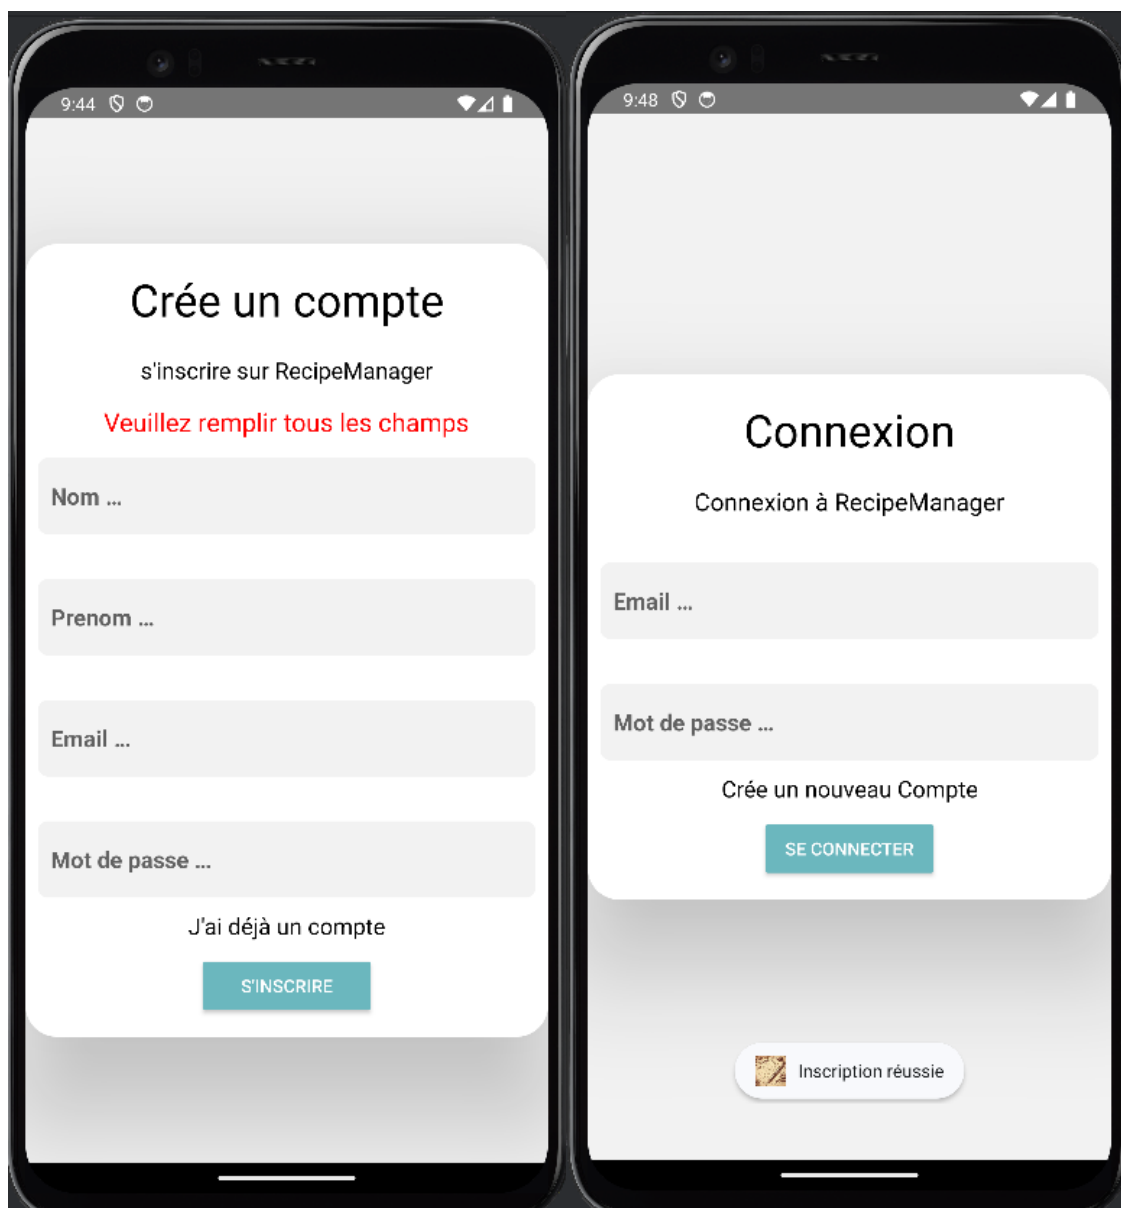 9:44
Crée un compte
s'inscrire sur RecipeManager
Veuillez remplir tous les champs
Nom ...
Prenom ...
Email ...
Mot de passe ...
J'ai déjà un compte
S'INSCRIRE
9:48
Connexion
Connexion à RecipeManager
Email ...
Mot de passe ...
Crée un nouveau Compte
SE CONNECTER
Inscription réussie